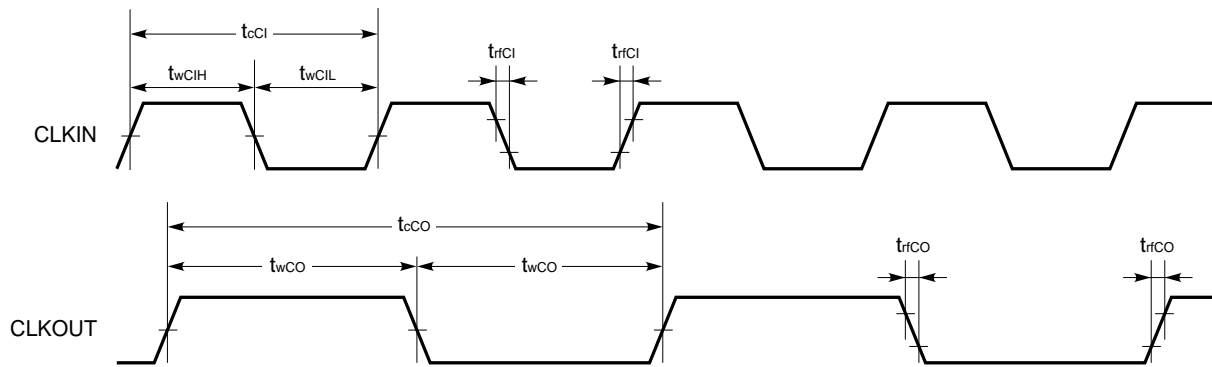 tcCI
twCIH twCIL trfCI trfCI
CLKIN
tcCO
twCO twCO trfCO trfCO
CLKOUT